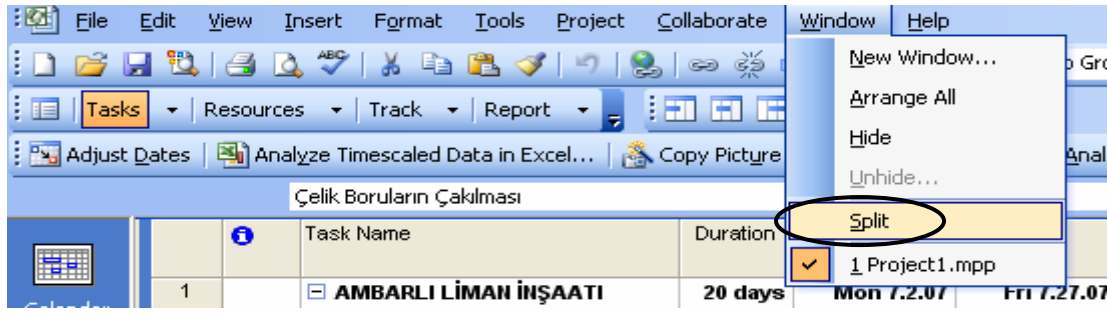 File Edit View Insert Format Tools Project Collaborate Window Help
New Window...
Arrange All
Hide
Unhide...
Split
1 Project1.mpp
ABC
Tasks Resources Track Report
Adjust Dates Analyze Timescaled Data in Excel... Copy Picture
Çelik Boruların Çakılması
Task Name Duration
1 AMBARLI LİMAN İNŞAATI 20 days Mon 7.2.07 Fri 7.27.07